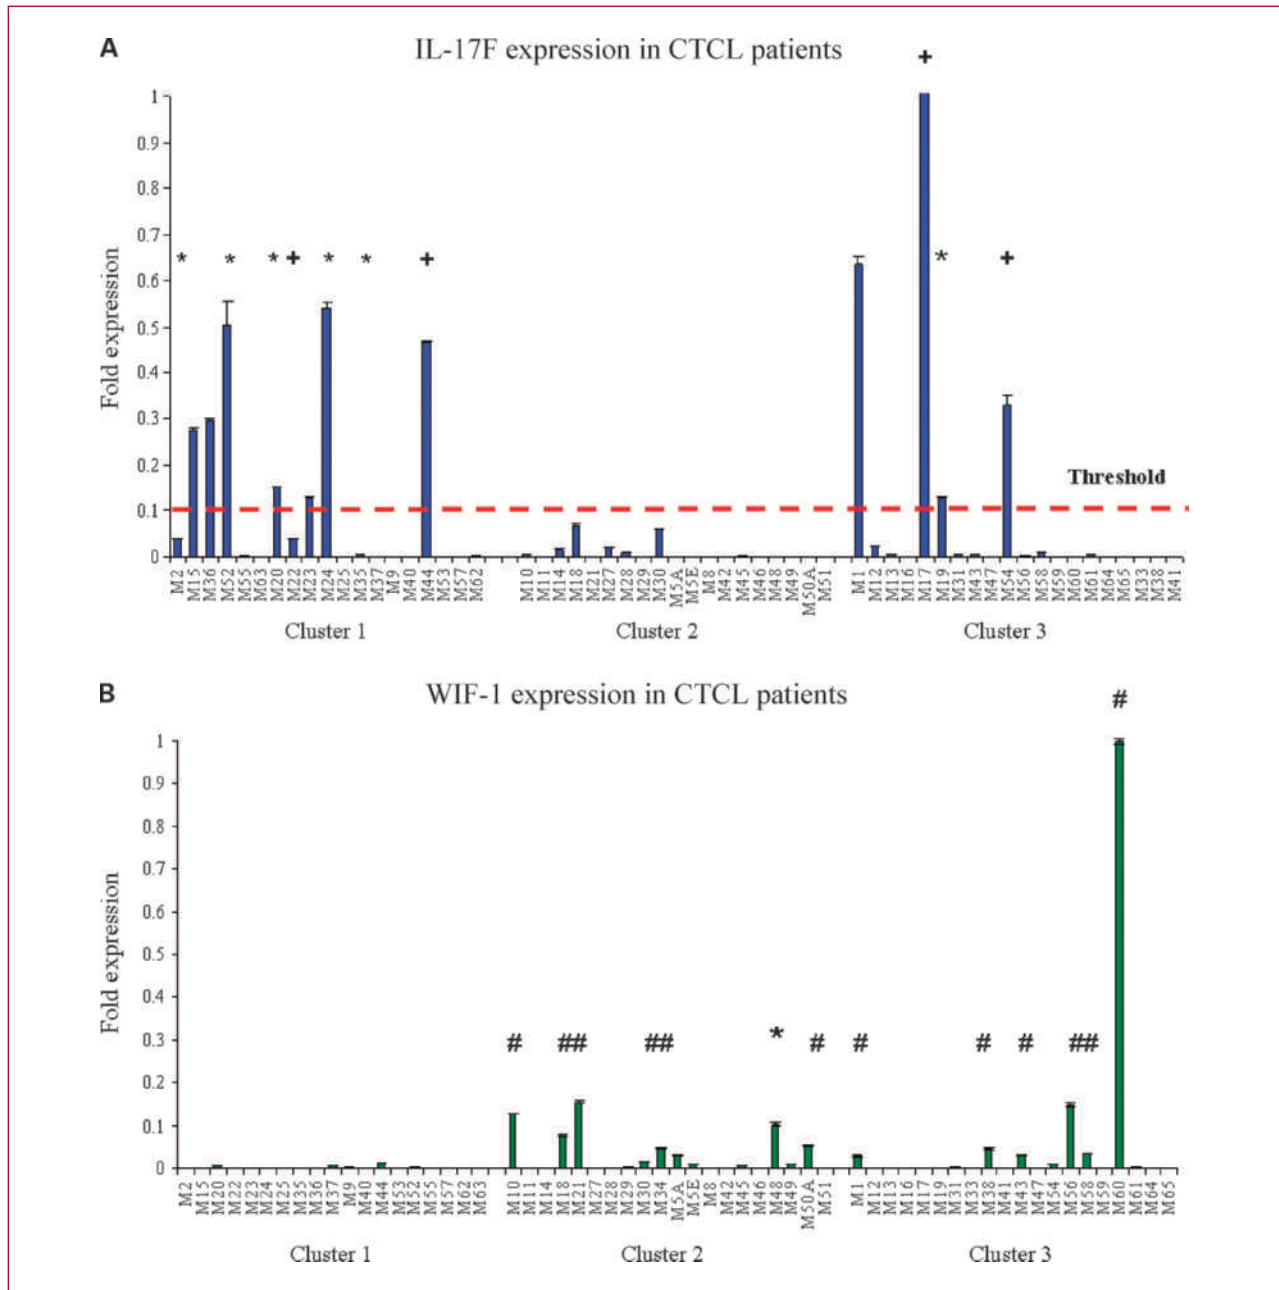 A
IL-17F expression in CTCL patients
+
1
0.9
0.8
0.7
* * * + * * + * +
0.6
0.5
0.4
0.3
0.2
0.1
0
Fold expression
Threshold
M2 M15 M36 M52 M55 M63 M20 M22 M23 M24 M25 M35 M37 M9 M40 M44 M53 M57 M62 M10 M11 M14 M18 M21 M27 M28 M29 M30 M5A M5E M8 M42 M45 M46 M48 M49 M50A M51 M1 M12 M13 M16 M17 M19 M31 M43 M47 M54 M56 M58 M59 M60 M61 M64 M65 M33 M38 M41
Cluster 1 Cluster 2 Cluster 3
B
WIF-1 expression in CTCL patients
#
1
0.9
0.8
0.7
0.6
0.5
0.4
0.3
# ## ## * # # # # ##
0.2
0.1
0
Fold expression
M2 M15 M20 M22 M23 M24 M25 M35 M36 M37 M9 M40 M44 M53 M52 M55 M57 M62 M63 M10 M11 M14 M18 M21 M27 M28 M29 M30 M34 M5A M5E M8 M42 M45 M46 M48 M49 M50A M51 M1 M12 M13 M16 M17 M19 M31 M33 M38 M41 M43 M47 M54 M56 M58 M59 M60 M61 M64 M65
Cluster 1 Cluster 2 Cluster 3